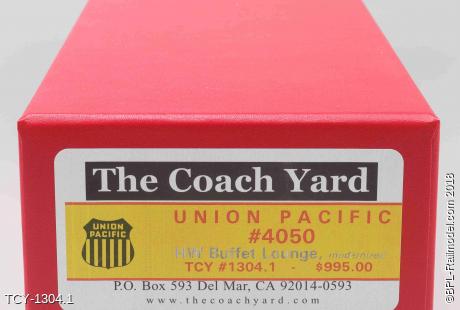 The Coach Yard
UNION PACIFIC
UNION
PACIFIC
#4050
HW Buffet Lounge, modernized
TCY #1304.1 - $995.00
P.O. Box 593 Del Mar, CA 92014-0593
www.thecoachyard.com
TCY-1304.1
©BPL-Railmodel.com 2018